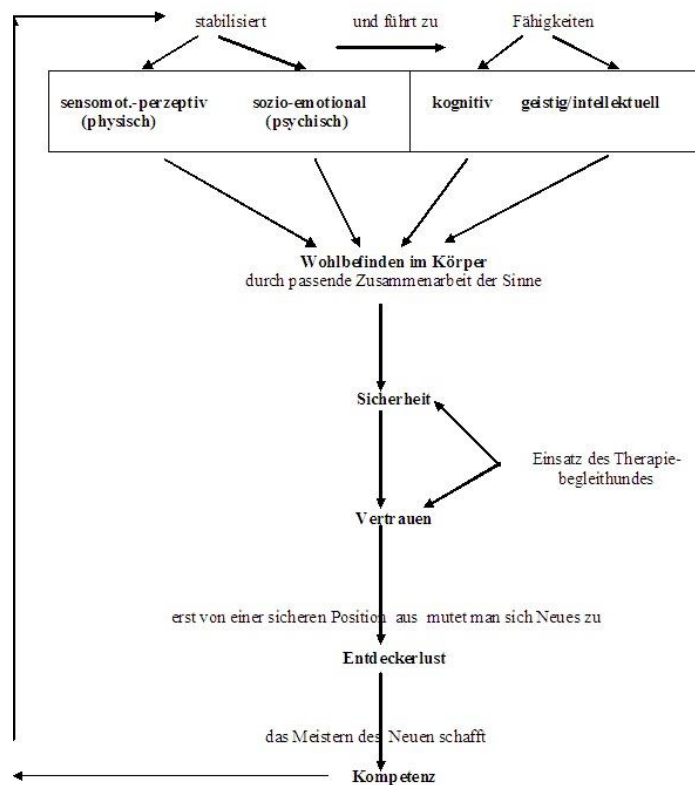 stabilisiert und führt zu Fähigkeiten
sensomot.-perzeptiv sozio-emotional kognitiv geistig/intellektuell
(physisch) (psychisch)
Wohlbefinden im Körper
durch passende Zusammenarbeit der Sinne
Sicherheit
Einsatz des Therapie-
begleithundes
Vertrauen
erst von einer sicheren Position aus mutet man sich Neues zu
Entdeckerlust
das Meistern des Neuen schafft
Kompetenz